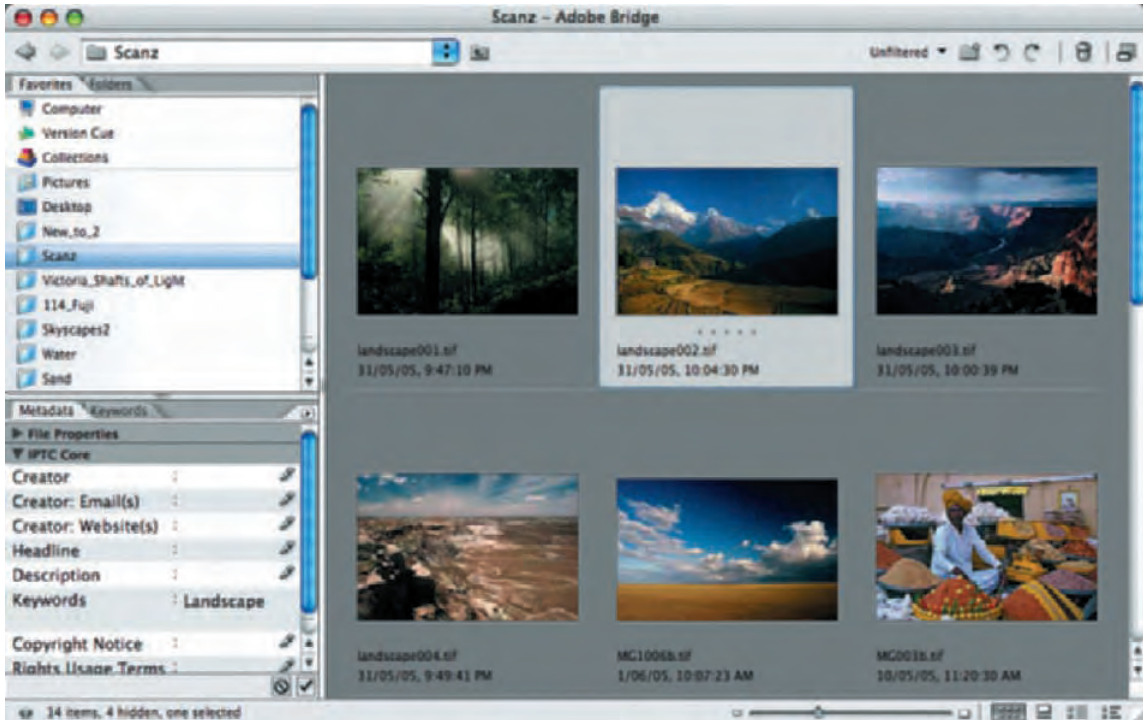 Scanz – Adobe Bridge
Scanz
Unfiltered
Favorites Folders
Computer
Version Cue
Collections
Pictures
Desktop
New_to_2
Scanz
Victoria_Shafts_of_Light
114_Fuji
Skyscapes2
Water
Sand
landscape001.tif
31/05/05, 9:47:10 PM
landscape002.tif
31/05/05, 10:04:30 PM
landscape003.tif
31/05/05, 10:00:39 PM
Metadata Keywords
File Properties
IPTC Core
Creator :
Creator: Email(s) :
Creator: Website(s) :
Headline :
Description :
Keywords : Landscape
Copyright Notice :
Rights Usage Terms :
landscape004.tif
31/05/05, 9:49:41 PM
MG1006b.tif
1/06/05, 10:07:23 AM
MG003b.tif
10/05/05, 11:20:30 AM
14 items, 4 hidden, one selected